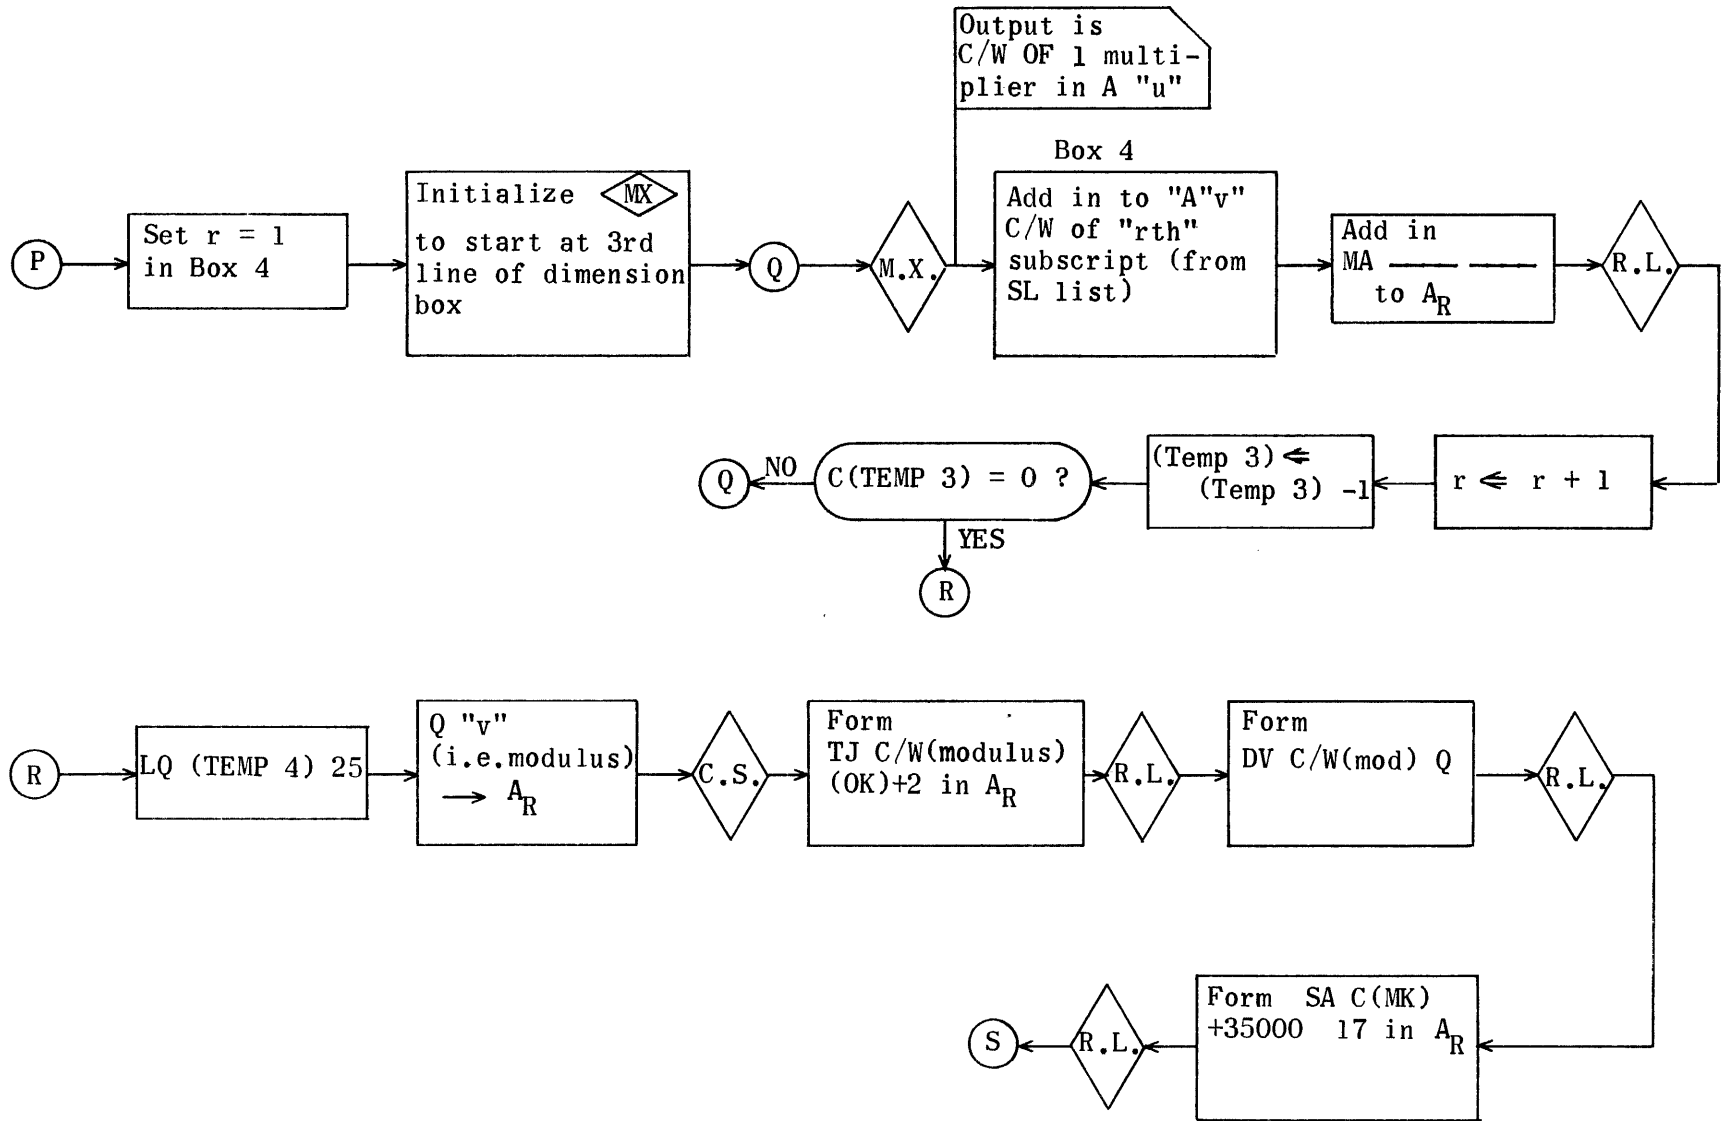 Output is
C/W OF 1 multi-
plier in A "u"
P
Set r = 1
in Box 4
Initialize MX
to start at 3rd
line of dimension
box
Q
M.X.
Box 4
Add in to "A"v"
C/W of "rth"
subscript (from
SL list)
Add in
MA
to AR
R.L.
r ⇐ r + 1
(Temp 3) ⇐
(Temp 3) -1
C(TEMP 3) = 0 ?
NO
Q
YES
R
R
LQ (TEMP 4) 25
Q "v"
(i.e.modulus)
→ AR
C.S.
Form
TJ C/W(modulus)
(OK)+2 in AR
R.L.
Form
DV C/W(mod) Q
R.L.
Form SA C(MK)
+35000 17 in AR
R.L.
S